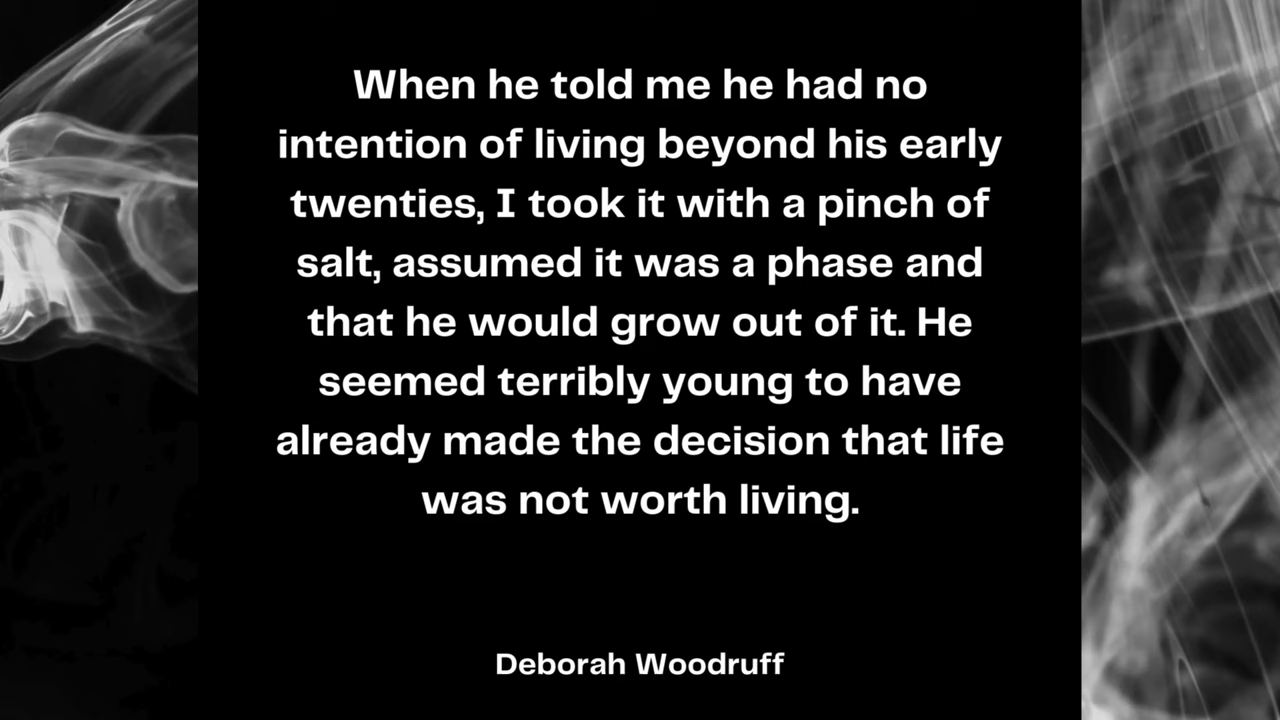 When he told me he had no
intention of living beyond his early
twenties, I took it with a pinch of
salt, assumed it was a phase and
that he would grow out of it. He
seemed terribly young to have
already made the decision that life
was not worth living.
Deborah Woodruff